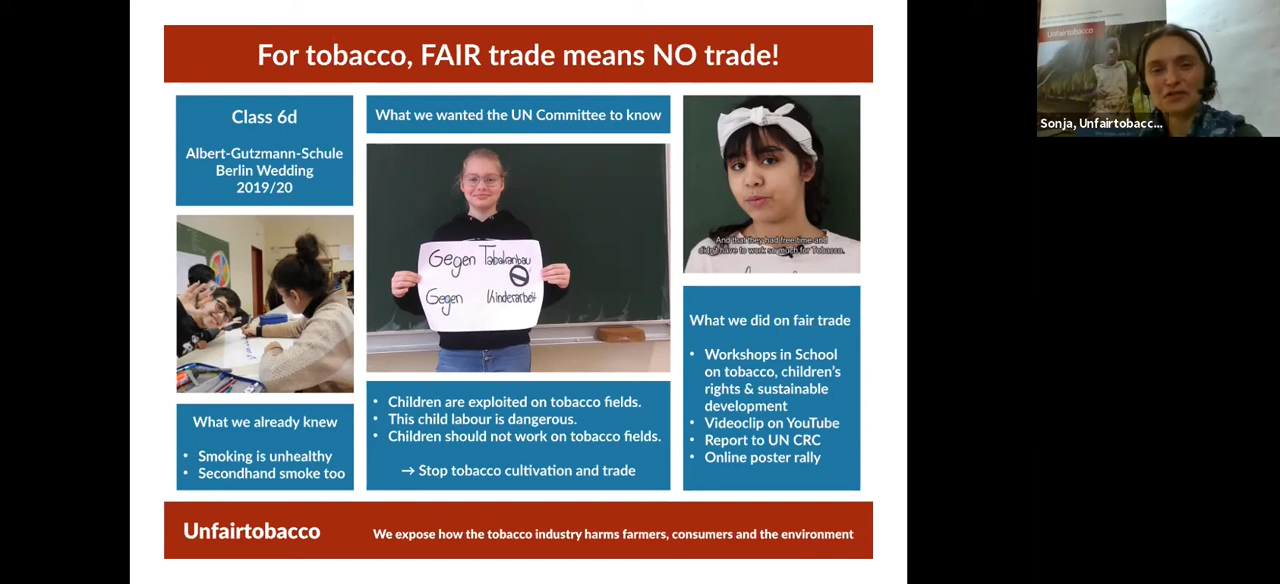 For tobacco, FAIR trade means NO trade!
Class 6d
Albert-Gutzmann-Schule
Berlin Wedding
2019/20
What we already knew
• Smoking is unhealthy
• Secondhand smoke too
What we wanted the UN Committee to know
Gegen Tabakanbau
Gegen Kinderarbeit
• Children are exploited on tobacco fields.
• This child labour is dangerous.
• Children should not work on tobacco fields.
→ Stop tobacco cultivation and trade
And that they had free time and
didn't have to work so much for Tobacco.
What we did on fair trade
• Workshops in School
on tobacco, children's
rights & sustainable
development
• Videoclip on YouTube
• Report to UN CRC
• Online poster rally
Unfairtobacco
We expose how the tobacco industry harms farmers, consumers and the environment
Unfairtobacco
Sonja, Unfairtobacc...